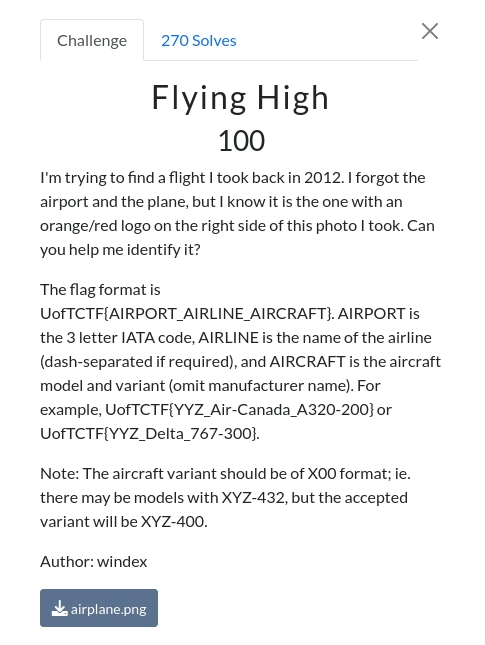 Challenge
270 Solves
Flying High
100
I'm trying to find a flight I took back in 2012. I forgot the
airport and the plane, but I know it is the one with an
orange/red logo on the right side of this photo I took. Can
you help me identify it?
The flag format is
UofTCTF{AIRPORT_AIRLINE_AIRCRAFT}. AIRPORT is
the 3 letter IATA code, AIRLINE is the name of the airline
(dash-separated if required), and AIRCRAFT is the aircraft
model and variant (omit manufacturer name). For
example, UofTCTF{YYZ_Air-Canada_A320-200} or
UofTCTF{YYZ_Delta_767-300}.
Note: The aircraft variant should be of X00 format; ie.
there may be models with XYZ-432, but the accepted
variant will be XYZ-400.
Author: windex
airplane.png